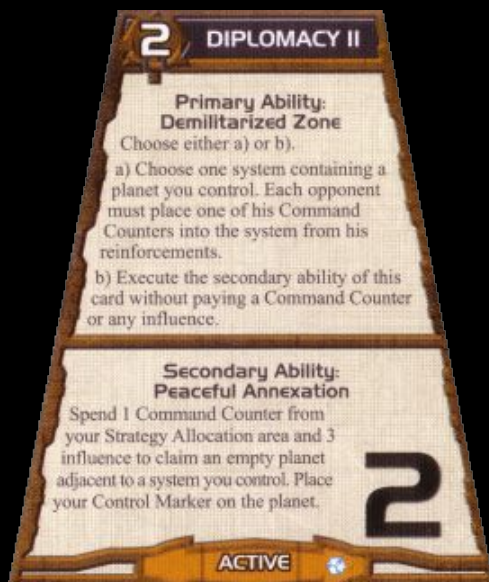 2 DIPLOMACY II
Primary Ability:
Demilitarized Zone
Choose either a) or b).
a) Choose one system containing a
planet you control. Each opponent
must place one of his Command
Counters into the system from his
reinforcements.
b) Execute the secondary ability of this
card without paying a Command Counter
or any influence.
Secondary Ability:
Peaceful Annexation
Spend 1 Command Counter from
your Strategy Allocation area and 3
influence to claim an empty planet
adjacent to a system you control. Place
your Control Marker on the planet.
2
ACTIVE